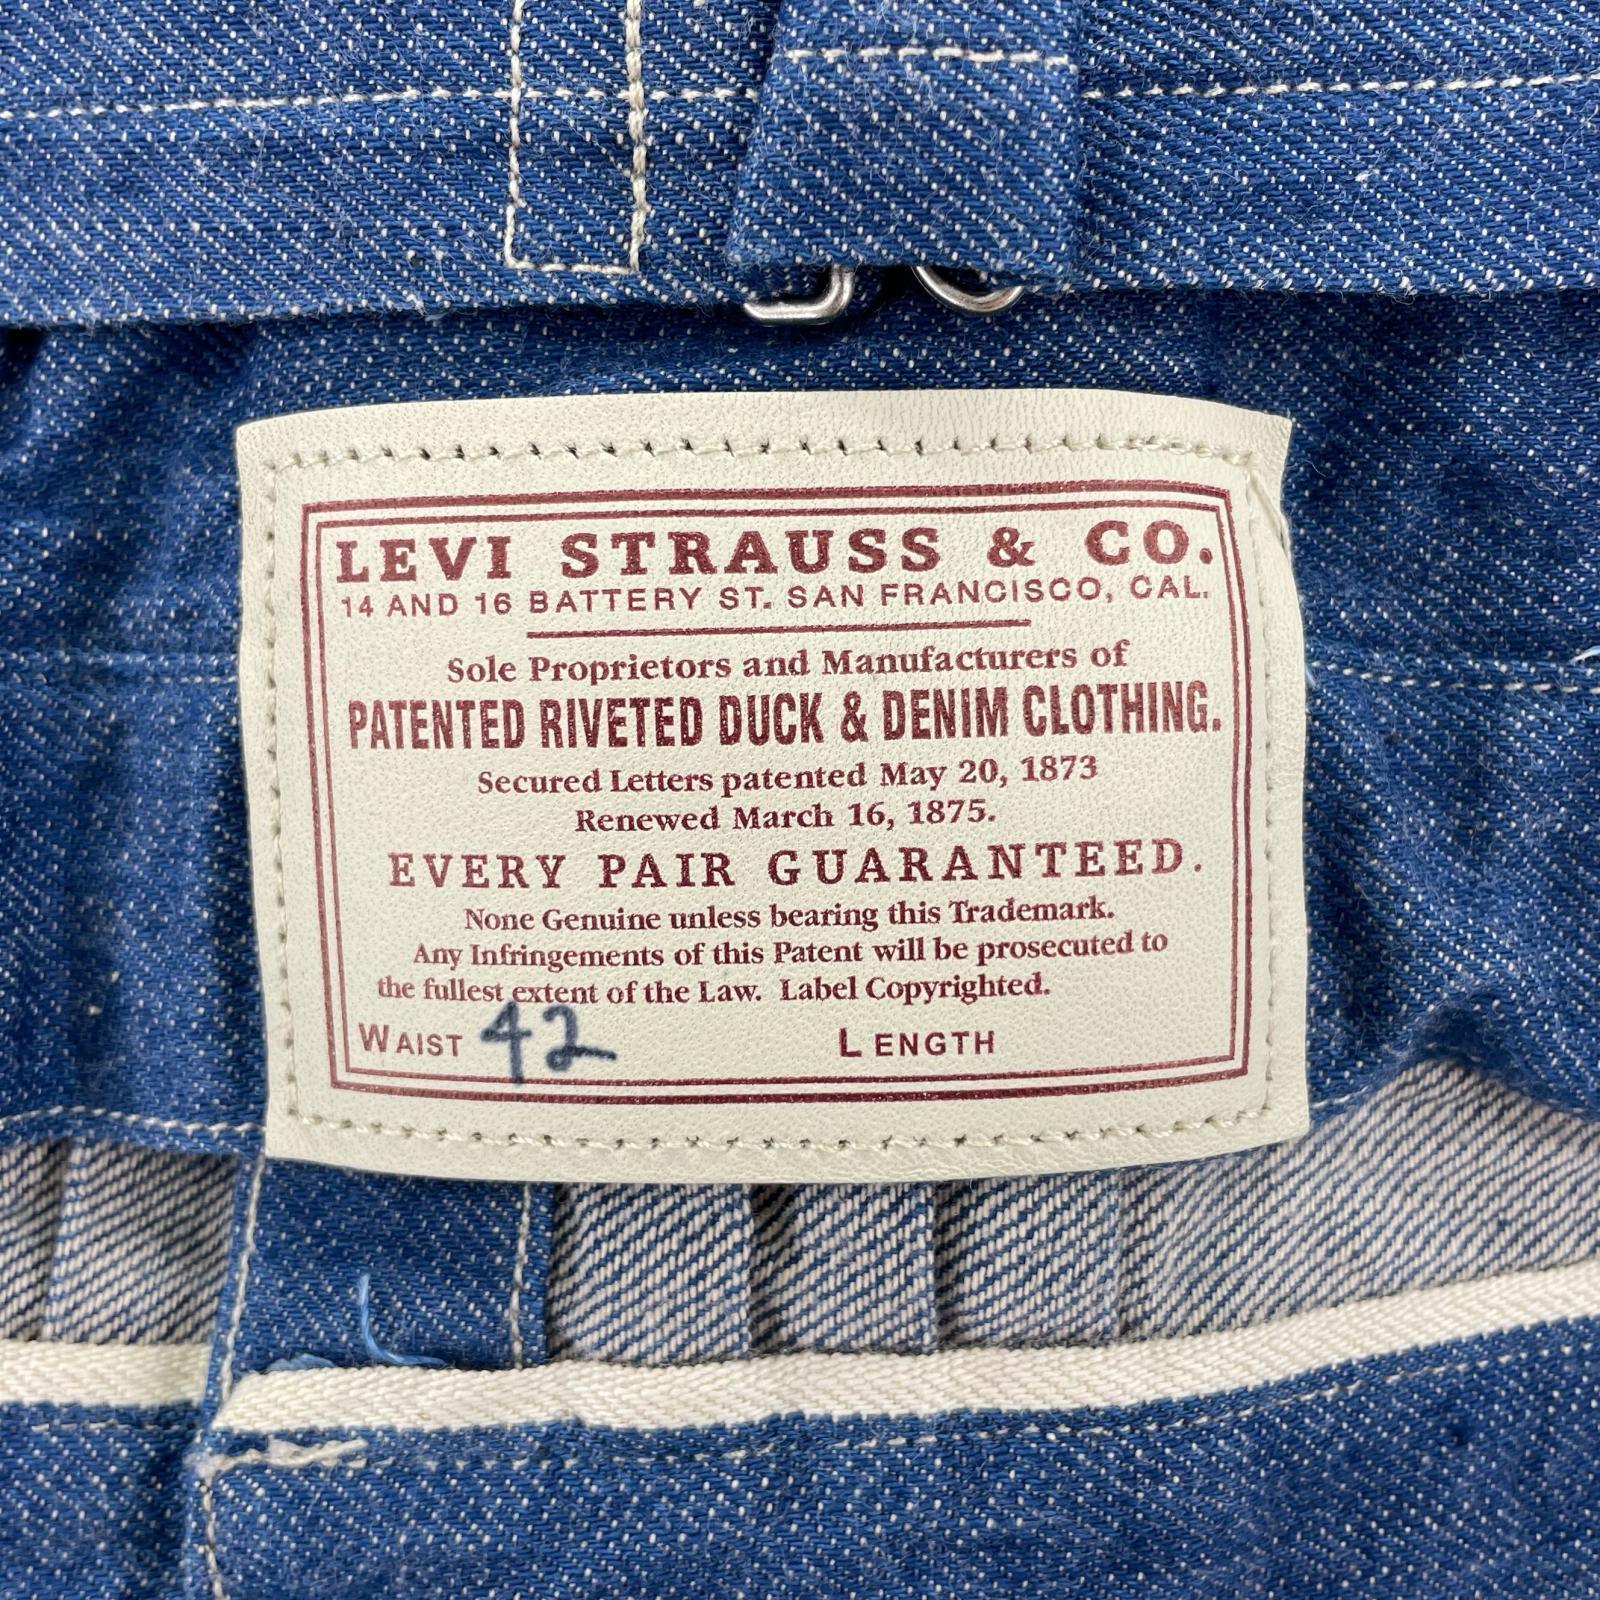 LEVI STRAUSS & CO.
14 AND 16 BATTERY ST. SAN FRANCISCO, CAL.
Sole Proprietors and Manufacturers of
PATENTED RIVETED DUCK & DENIM CLOTHING.
Secured Letters patented May 20, 1873
Renewed March 16, 1875.
EVERY PAIR GUARANTEED.
None Genuine unless bearing this Trademark.
Any Infringements of this Patent will be prosecuted to
the fullest extent of the Law. Label Copyrighted.
WAIST 42 LENGTH